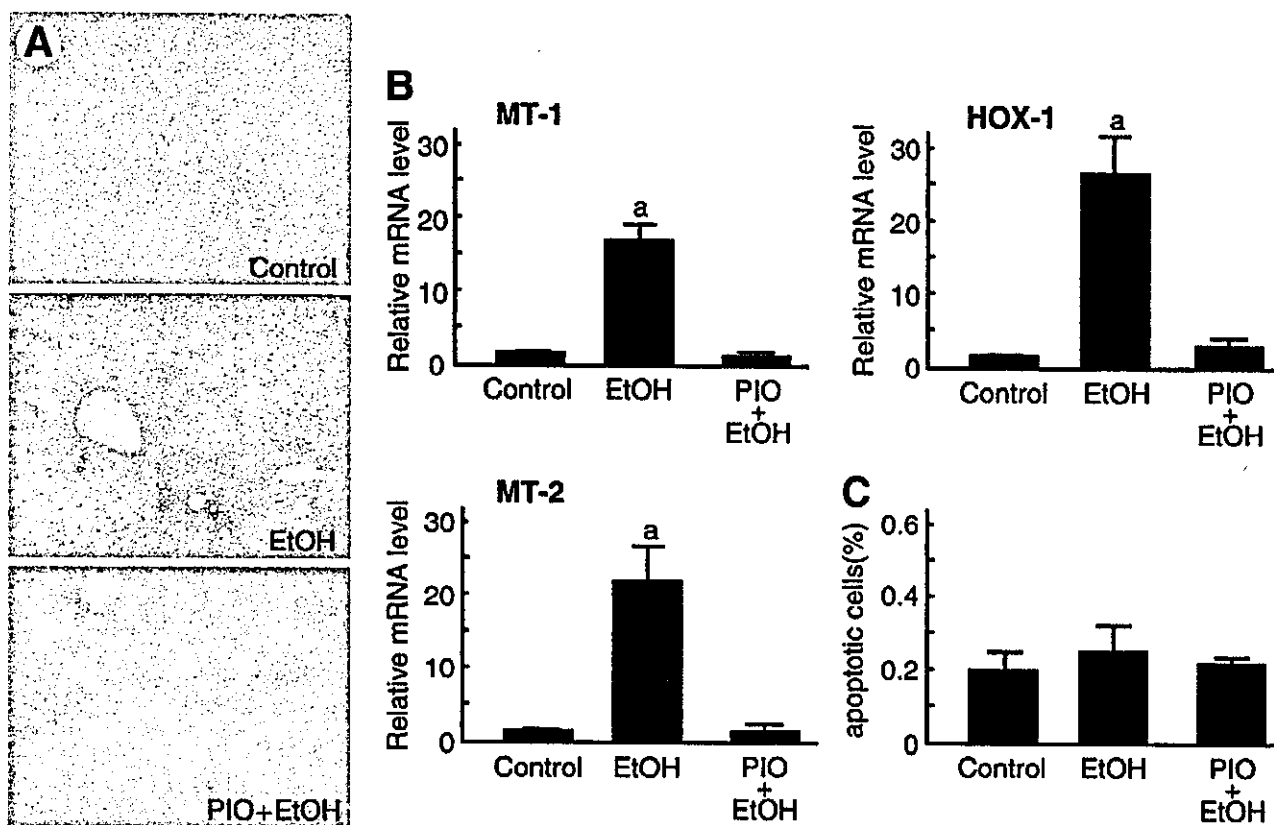 A
Control
EtOH
PIO+EtOH
B
MT-1
Relative mRNA level
30
20
10
0
Control
EtOH
PIO
+
EtOH
a
HOX-1
Relative mRNA level
30
20
10
0
Control
EtOH
PIO
+
EtOH
a
MT-2
Relative mRNA level
30
20
10
0
Control
EtOH
PIO
+
EtOH
a
C
apoptotic cells(%)
0.6
0.4
0.2
0
Control
EtOH
PIO
+
EtOH